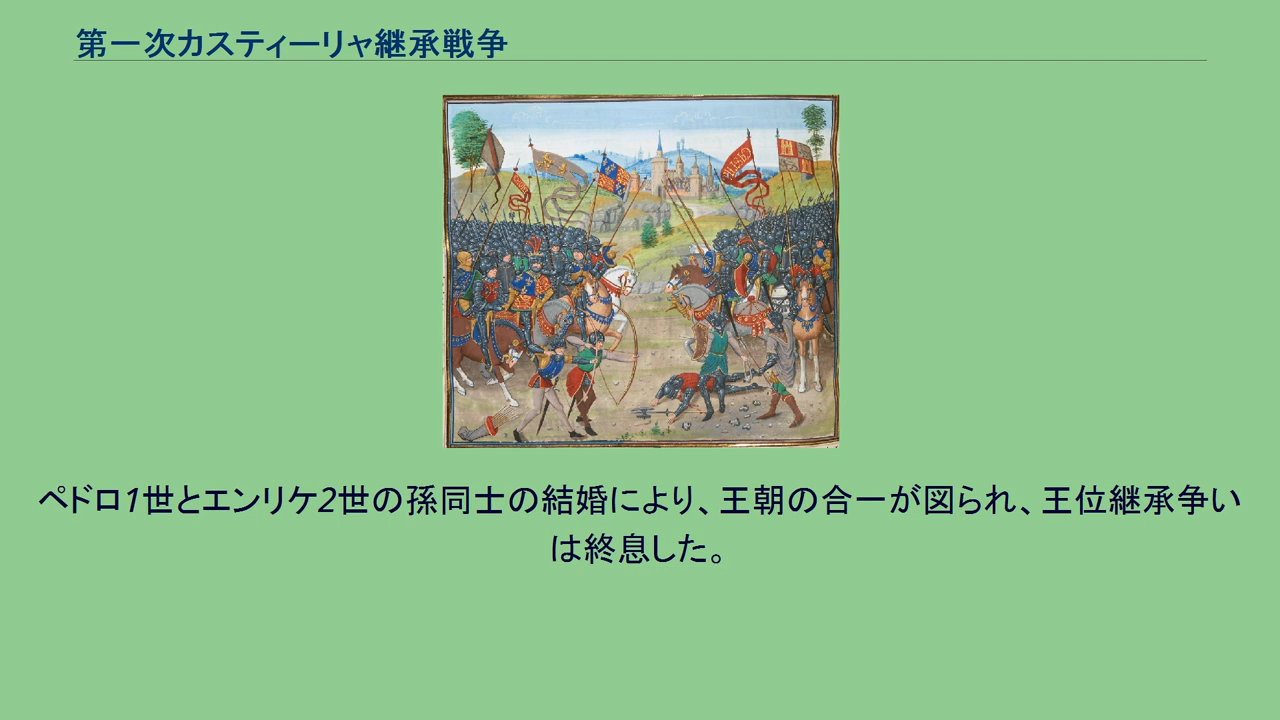 第一次カスティーリャ継承戦争
ペドロ1世とエンリケ2世の孫同士の結婚により、王朝の合一が図られ、王位継承争い
は終息した。